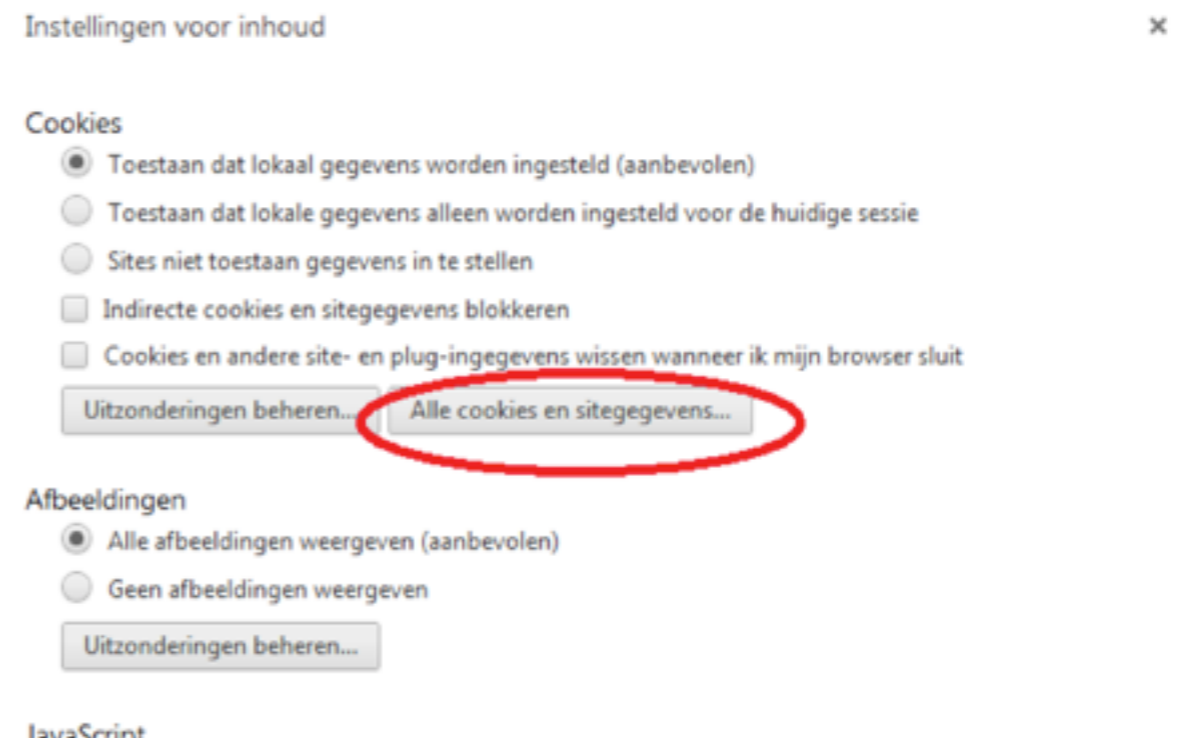 Instellingen voor inhoud
Cookies
Toestaan dat lokaal gegevens worden ingesteld (aanbevolen)
Toestaan dat lokale gegevens alleen worden ingesteld voor de huidige sessie
Sites niet toestaan gegevens in te stellen
Indirecte cookies en sitegegevens blokkeren
Cookies en andere site- en plug-ingegevens wissen wanneer ik mijn browser sluit
Uitzonderingen beheren... Alle cookies en sitegegevens...
Afbeeldingen
Alle afbeeldingen weergeven (aanbevolen)
Geen afbeeldingen weergeven
Uitzonderingen beheren...
JavaScript